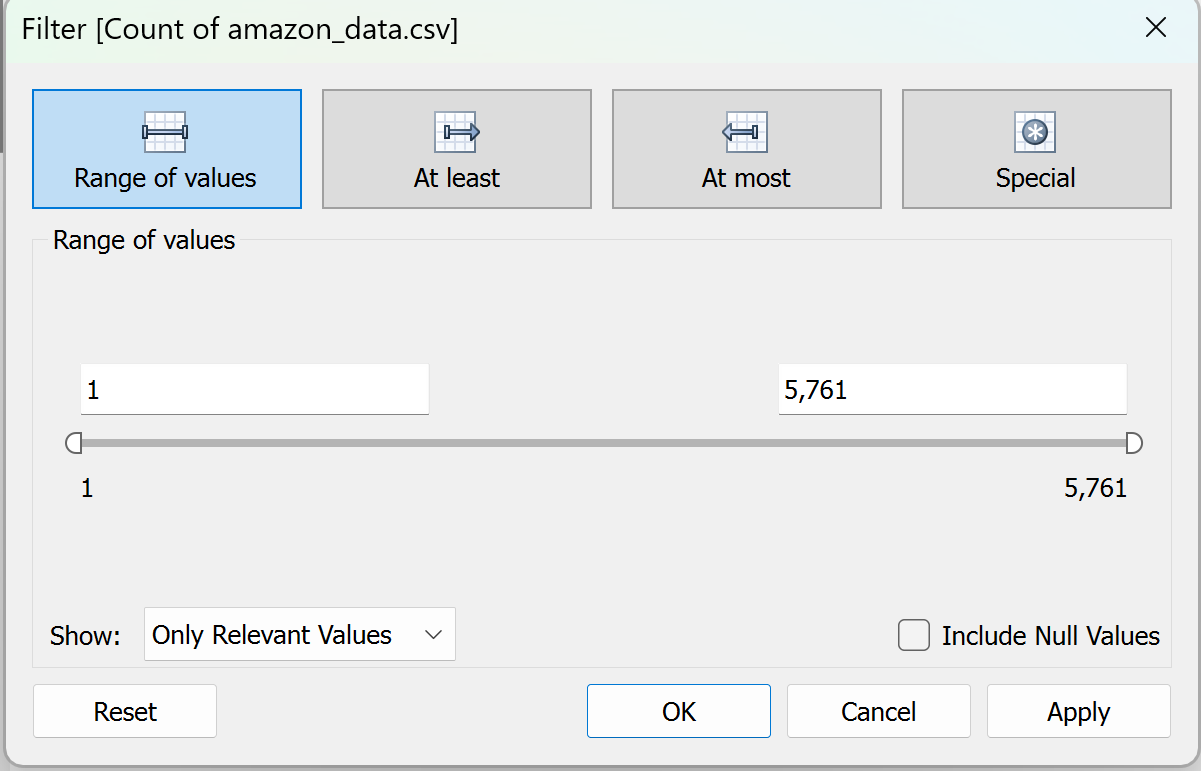 Filter [Count of amazon_data.csv]
Range of values
At least
At most
Special
Range of values
1
5,761
1
5,761
Show:
Only Relevant Values
Include Null Values
Reset
OK
Cancel
Apply